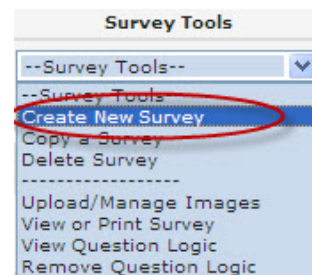 Survey Tools
--Survey Tools--
--Survey Tools--
Create New Survey
Copy a Survey
Delete Survey
------------------
Upload/Manage Images
View or Print Survey
View Question Logic
Remove Question Logic